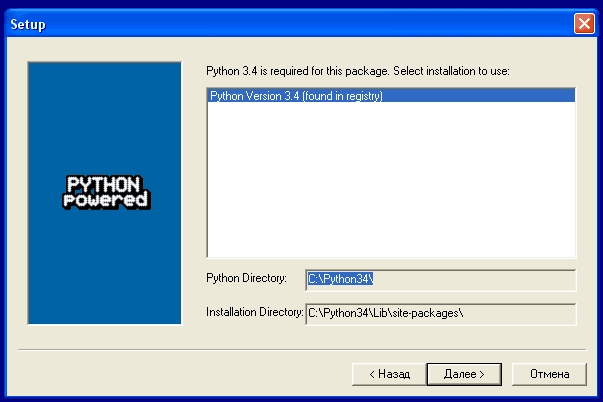 Setup
Python 3.4 is required for this package. Select installation to use:
Python Version 3.4 (found in registry)
PYTHON
powered
Python Directory: C:\Python34\
Installation Directory: C:\Python34\Lib\site-packages\
< Назад Далее > Отмена